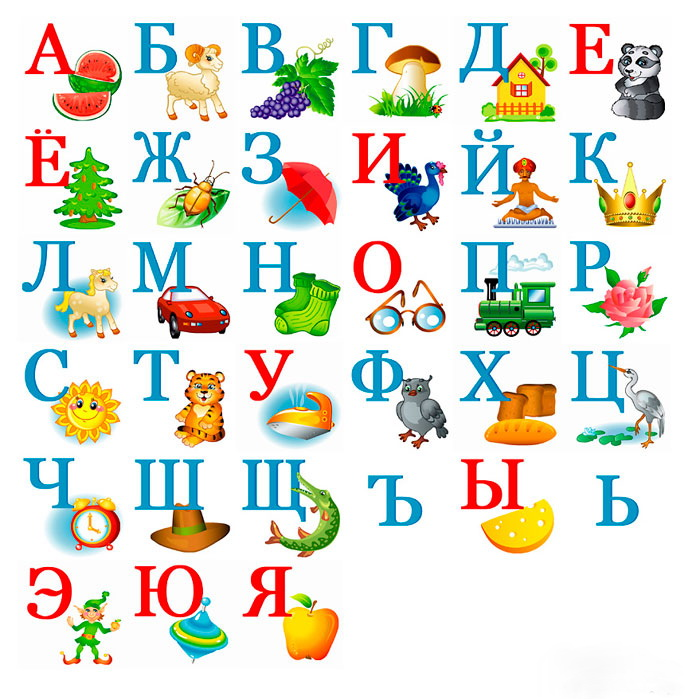 А Б В Г Д Е
Ё Ж З И Й К
Л М Н О П Р
С Т У Ф Х Ц
Ч Ш Щ Ъ Ы Ь
Э Ю Я